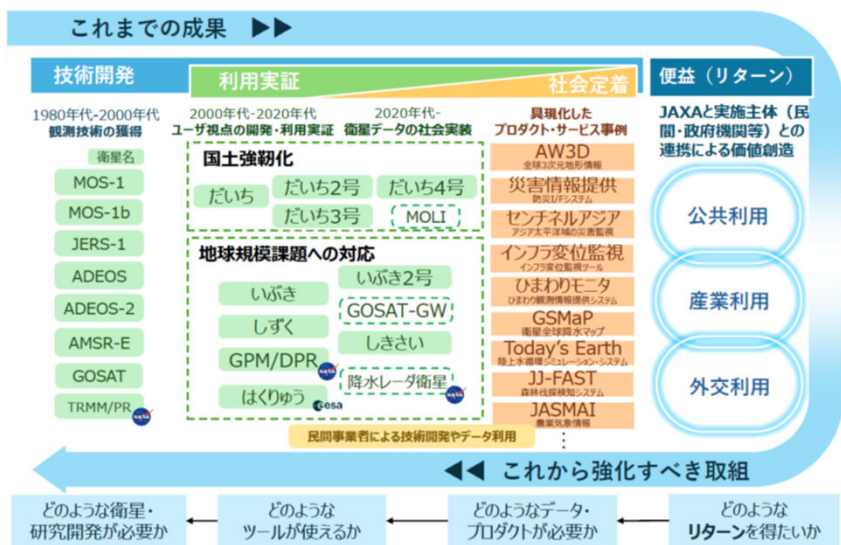 これまでの成果 ▶▶
技術開発
利用実証
社会定着
便益（リターン）
1980年代-2000年代
観測技術の獲得
2000年代-2020年代
ユーザ視点の開発・利用実証
2020年代-
衛星データの社会実装
具現化した
プロダクト・サービス事例
JAXAと実施主体（民
間・政府機関等）との
連携による価値創造
衛星名
MOS-1
MOS-1b
JERS-1
ADEOS
ADEOS-2
AMSR-E
GOSAT
TRMM/PR
国土強靭化
だいち
だいち2号
だいち4号
だいち3号
MOLI
地球規模課題への対応
いぶき2号
いぶき
GOSAT-GW
しずく
しきさい
GPM/DPR
降水レーダ衛星
はくりゅう
esa
AW3D
全球3次元地形情報
災害情報提供
防災I/Fシステム
センチネルアジア
アジア太平洋域の災害監視
インフラ変位監視
インフラ変位監視ツール
ひまわりモニタ
ひまわり観測情報提供システム
GSMaP
衛星全球降水マップ
Today's Earth
陸上水循環シミュレーション・システム
JJ-FAST
森林伐採検知システム
JASMAI
農業気象情報
公共利用
産業利用
外交利用
民間事業者による技術開発やデータ利用
◀◀ これから強化すべき取組
どのような衛星・
研究開発が必要か
どのような
ツールが使えるか
どのようなデータ・
プロダクトが必要か
どのような
リターンを得たいか